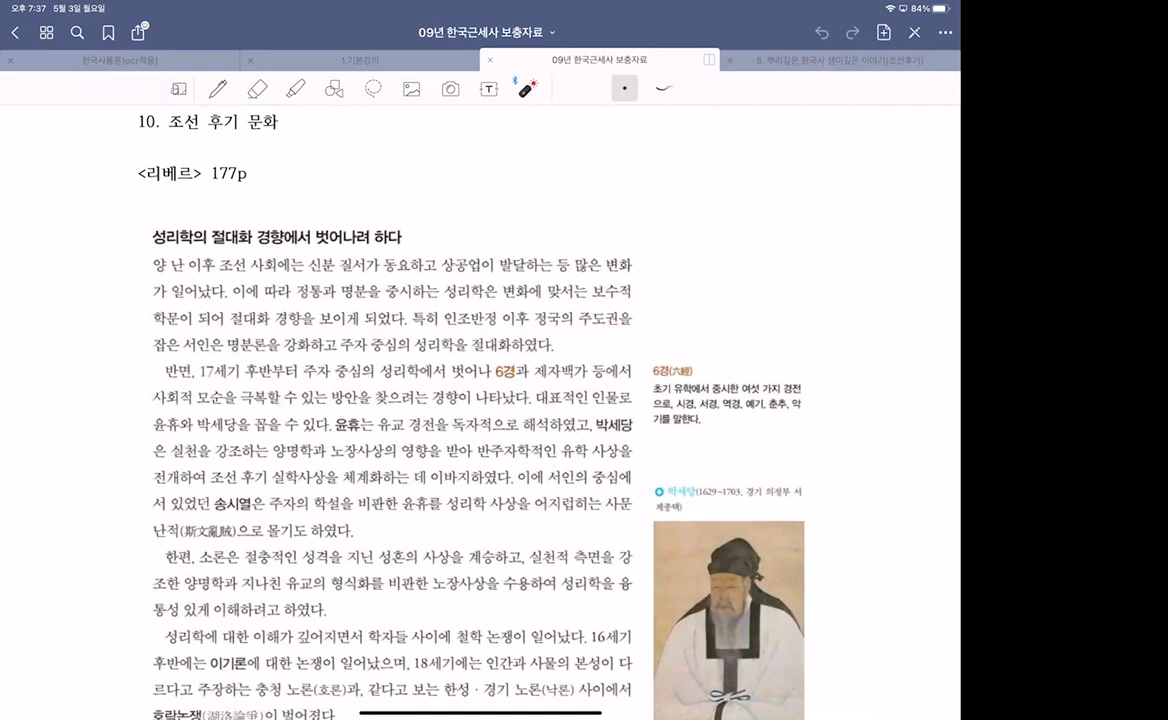 오후 7:37 5월 3일 월요일
84%
09년 한국근세사 보충자료
한국사통론(ocr적용)
1.기본강의
09년 한국근세사 보충자료
5. 뿌리깊은 한국사 샘이깊은 이야기(조선후기)
10. 조선 후기 문화
<리베르> 177p
성리학의 절대화 경향에서 벗어나려 하다
양 난 이후 조선 사회에는 신분 질서가 동요하고 상공업이 발달하는 등 많은 변화
가 일어났다. 이에 따라 정통과 명분을 중시하는 성리학은 변화에 맞서는 보수적
학문이 되어 절대화 경향을 보이게 되었다. 특히 인조반정 이후 정국의 주도권을
잡은 서인은 명분론을 강화하고 주자 중심의 성리학을 절대화하였다.
반면, 17세기 후반부터 주자 중심의 성리학에서 벗어나 6경과 제자백가 등에서
사회적 모순을 극복할 수 있는 방안을 찾으려는 경향이 나타났다. 대표적인 인물로
윤휴와 박세당을 꼽을 수 있다. 윤휴는 유교 경전을 독자적으로 해석하였고, 박세당
은 실천을 강조하는 양명학과 노장사상의 영향을 받아 반주자학적인 유학 사상을
전개하여 조선 후기 실학사상을 체계화하는 데 이바지하였다. 이에 서인의 중심에
서 있었던 송시열은 주자의 학설을 비판한 윤휴를 성리학 사상을 어지럽히는 사문
난적(斯文亂賊)으로 몰기도 하였다.
한편, 소론은 절충적인 성격을 지닌 성혼의 사상을 계승하고, 실천적 측면을 강
조한 양명학과 지나친 유교의 형식화를 비판한 노장사상을 수용하여 성리학을 융
통성 있게 이해하려고 하였다.
성리학에 대한 이해가 깊어지면서 학자들 사이에 철학 논쟁이 일어났다. 16세기
후반에는 이기론에 대한 논쟁이 일어났으며, 18세기에는 인간과 사물의 본성이 다
르다고 주장하는 충청 노론(호론)과, 같다고 보는 한성·경기 노론(낙론) 사이에서
호락논쟁(湖洛論爭)이 벌어졌다.
6경(六經)
초기 유학에서 중시한 여섯 가지 경전
으로, 시경, 서경, 역경, 예기, 춘추, 악
기를 말한다.
박세당(1629~1703, 경기 의정부 서
계종택)